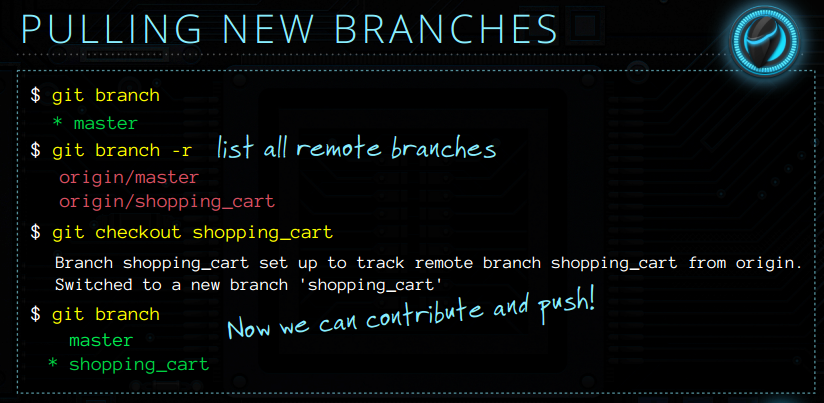 PULLING NEW BRANCHES
$ git branch
* master
$ git branch -r list all remote branches
origin/master
origin/shopping_cart
$ git checkout shopping_cart
Branch shopping_cart set up to track remote branch shopping_cart from origin.
Switched to a new branch 'shopping_cart'
$ git branch
Now we can contribute and push!
master
* shopping_cart